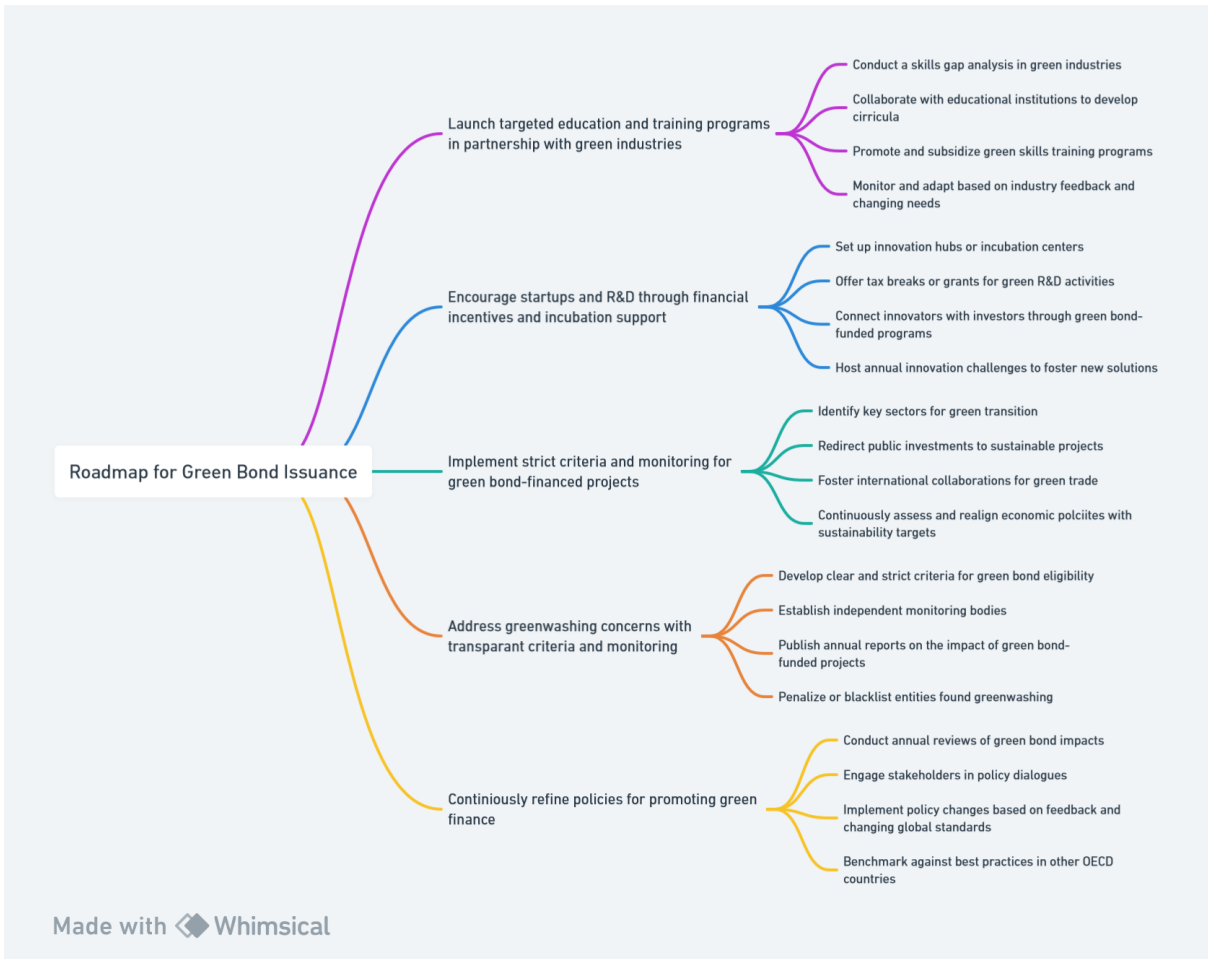 Roadmap for Green Bond Issuance
Launch targeted education and training programs
in partnership with green industries
Conduct a skills gap analysis in green industries
Collaborate with educational institutions to develop
cirricula
Promote and subsidize green skills training programs
Monitor and adapt based on industry feedback and
changing needs
Encourage startups and R&D through financial
incentives and incubation support
Set up innovation hubs or incubation centers
Offer tax breaks or grants for green R&D activities
Connect innovators with investors through green bond-
funded programs
Host annual innovation challenges to foster new solutions
Implement strict criteria and monitoring for
green bond-financed projects
Identify key sectors for green transition
Redirect public investments to sustainable projects
Foster international collaborations for green trade
Continuously assess and realign economic polciites with
sustainability targets
Address greenwashing concerns with
transparant criteria and monitoring
Develop clear and strict criteria for green bond eligibility
Establish independent monitoring bodies
Publish annual reports on the impact of green bond-
funded projects
Penalize or blacklist entities found greenwashing
Continiously refine policies for promoting green
finance
Conduct annual reviews of green bond impacts
Engage stakeholders in policy dialogues
Implement policy changes based on feedback and
changing global standards
Benchmark against best practices in other OECD
countries
Made with Whimsical